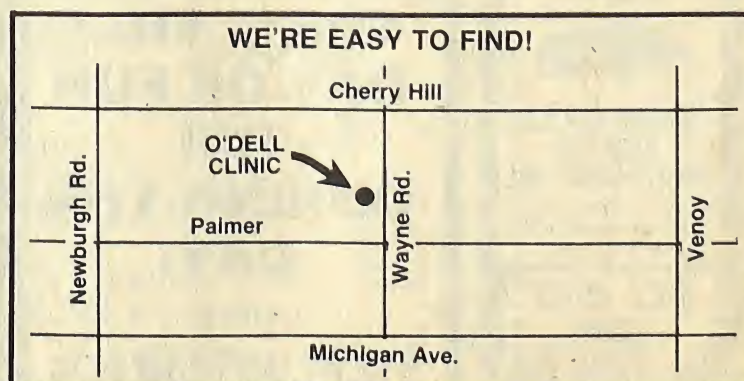 WE'RE EASY TO FIND!
Cherry Hill
O'DELL
CLINIC
Newburgh Rd.
Palmer
Wayne Rd.
Venoy
Michigan Ave.